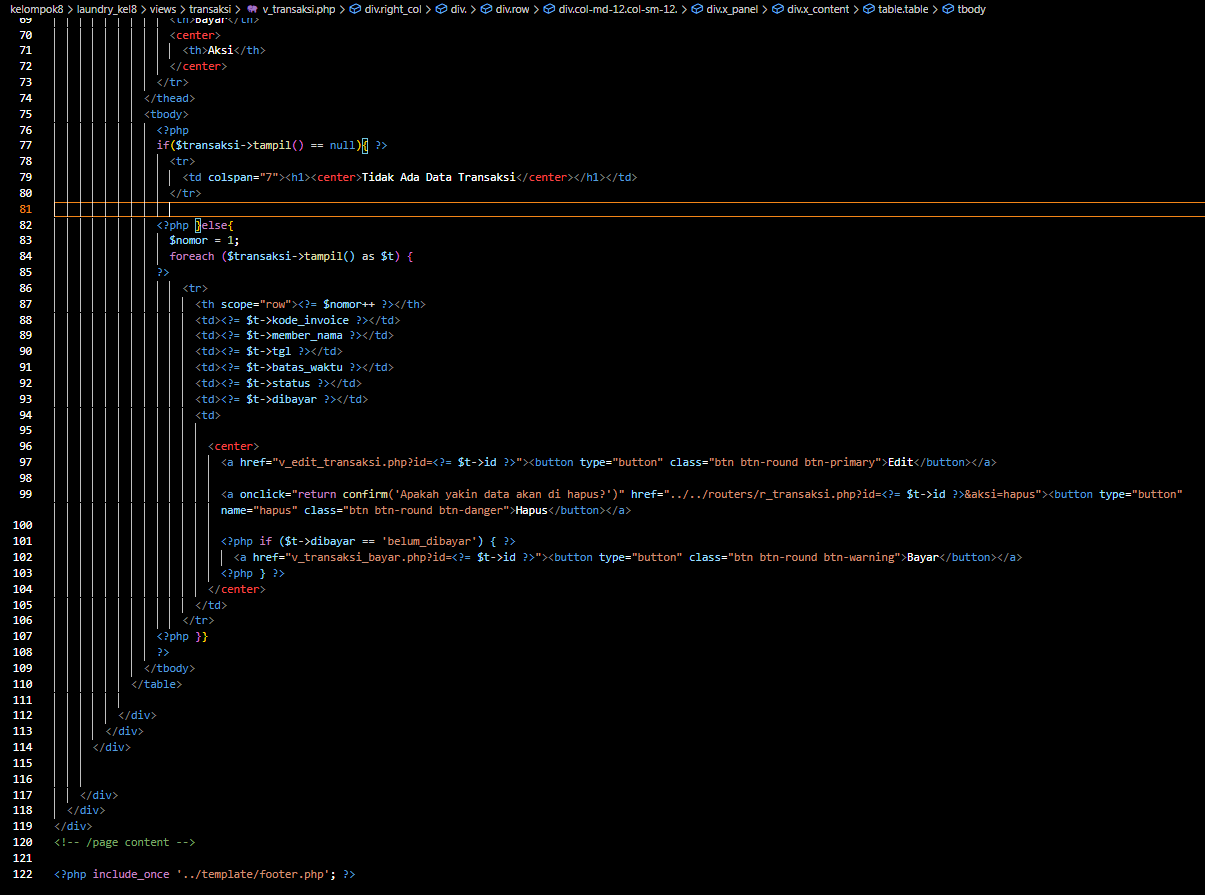 kelompok8 > laundry_kel8 > views > transaksi > v_transaksi.php > div.right_col > div. > div.row > div.col-md-12.col-sm-12. > div.x_panel > div.x_content > table.table > tbody
69 <th>Bayar</th>
70 <center>
71 <th>Aksi</th>
72 </center>
73 </tr>
74 </thead>
75 <tbody>
76 <?php
77 if($transaksi->tampil() == null){ ?>
78 <tr>
79 <td colspan="7"><h1><center>Tidak Ada Data Transaksi</center></h1></td>
80 </tr>
81
82 <?php }else{
83 $nomor = 1;
84 foreach ($transaksi->tampil() as $t) {
85 ?>
86 <tr>
87 <th scope="row"><?= $nomor++ ?></th>
88 <td><?= $t->kode_invoice ?></td>
89 <td><?= $t->member_nama ?></td>
90 <td><?= $t->tgl ?></td>
91 <td><?= $t->batas_waktu ?></td>
92 <td><?= $t->status ?></td>
93 <td><?= $t->dibayar ?></td>
94 <td>
95
96 <center>
97 <a href="v_edit_transaksi.php?id=<?= $t->id ?>"><button type="button" class="btn btn-round btn-primary">Edit</button></a>
98
99 <a onclick="return confirm('Apakah yakin data akan di hapus?')" href="../../routers/r_transaksi.php?id=<?= $t->id ?>&aksi=hapus"><button type="button"
name="hapus" class="btn btn-round btn-danger">Hapus</button></a>
100
101 <?php if ($t->dibayar == 'belum_dibayar') { ?>
102 <a href="v_transaksi_bayar.php?id=<?= $t->id ?>"><button type="button" class="btn btn-round btn-warning">Bayar</button></a>
103 <?php } ?>
104 </center>
105 </td>
106 </tr>
107 <?php }}
108 ?>
109 </tbody>
110 </table>
111
112 </div>
113 </div>
114 </div>
115
116
117 </div>
118 </div>
119 </div>
120 <!-- /page content -->
121
122 <?php include_once '../template/footer.php'; ?>